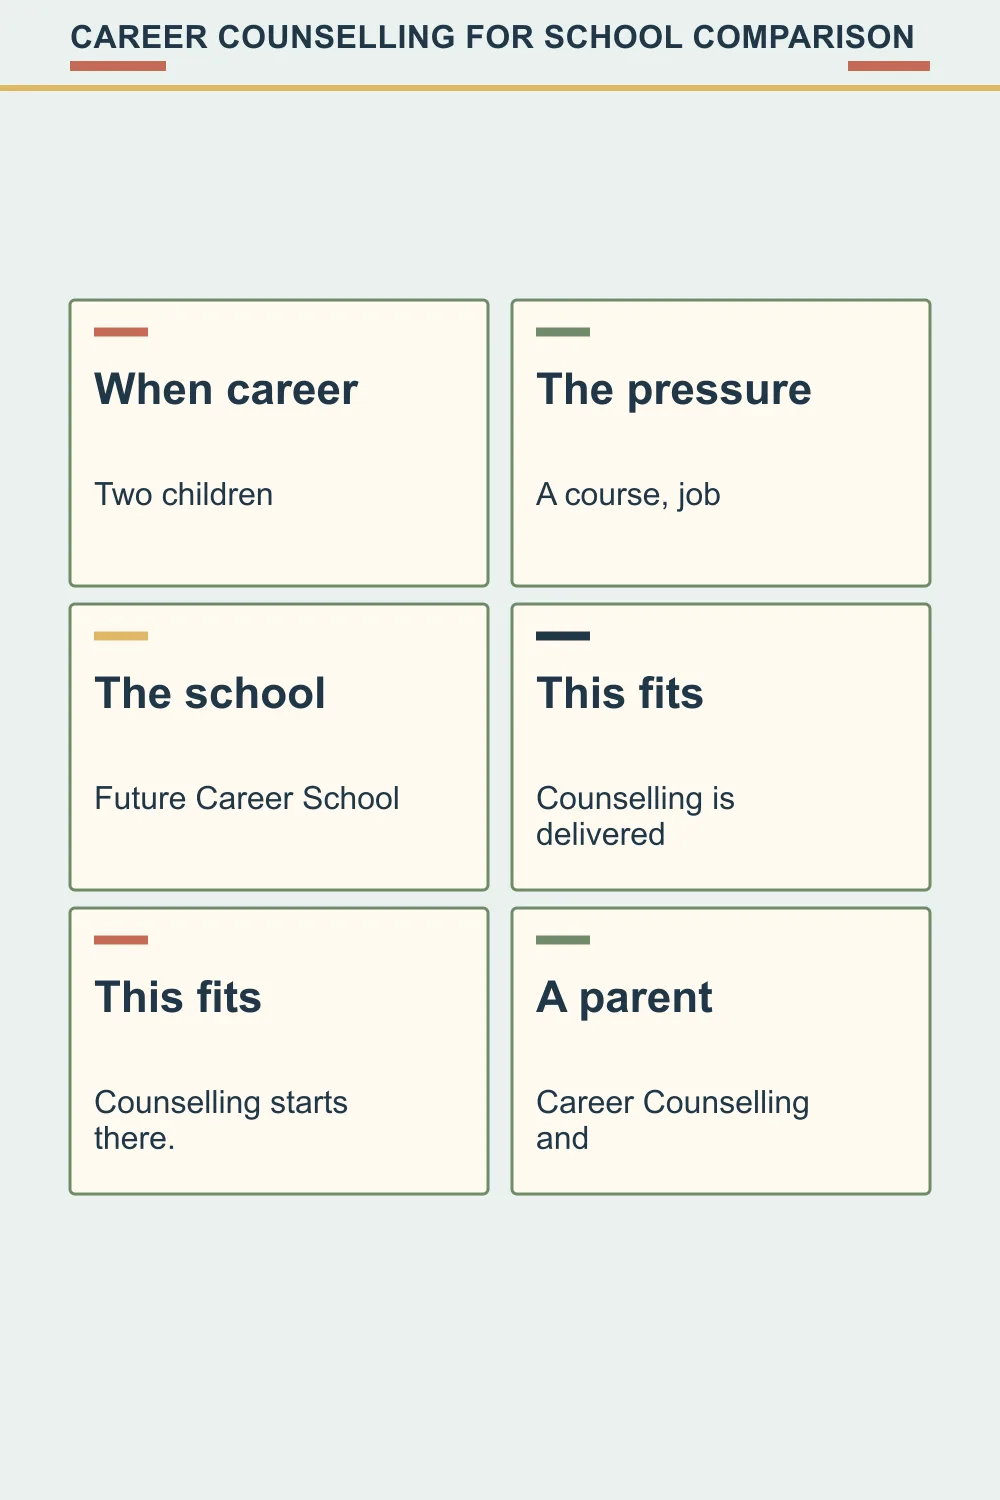 CAREER COUNSELLING FOR SCHOOL COMPARISON
When career
Two children
The pressure
A course, job
The school
Future Career School
This fits
Counselling is
delivered
This fits
Counselling starts
there.
A parent
Career Counselling
and